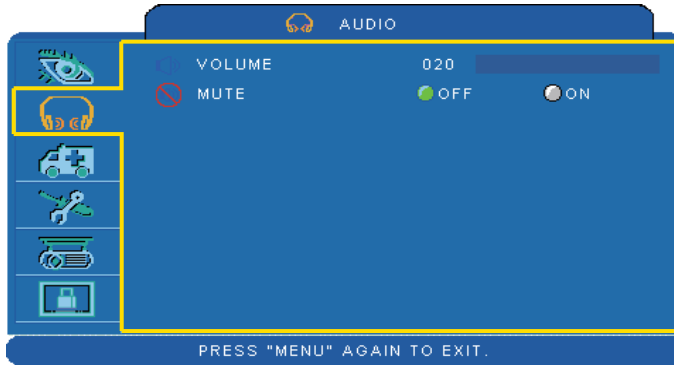 AUDIO
VOLUME 020
MUTE OFF ON
PRESS "MENU" AGAIN TO EXIT.